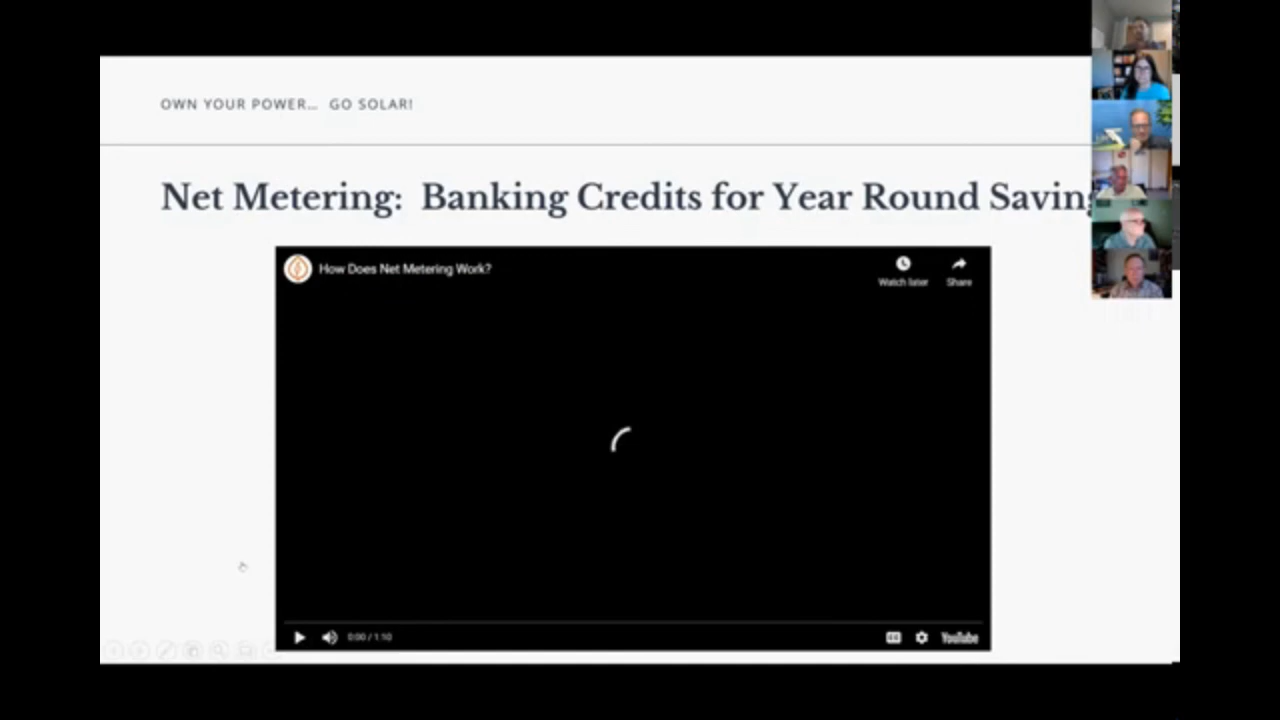 OWN YOUR POWER… GO SOLAR!
Net Metering: Banking Credits for Year Round Saving
How Does Net Metering Work?
Watch later
Share
0:00 / 1:10
YouTube